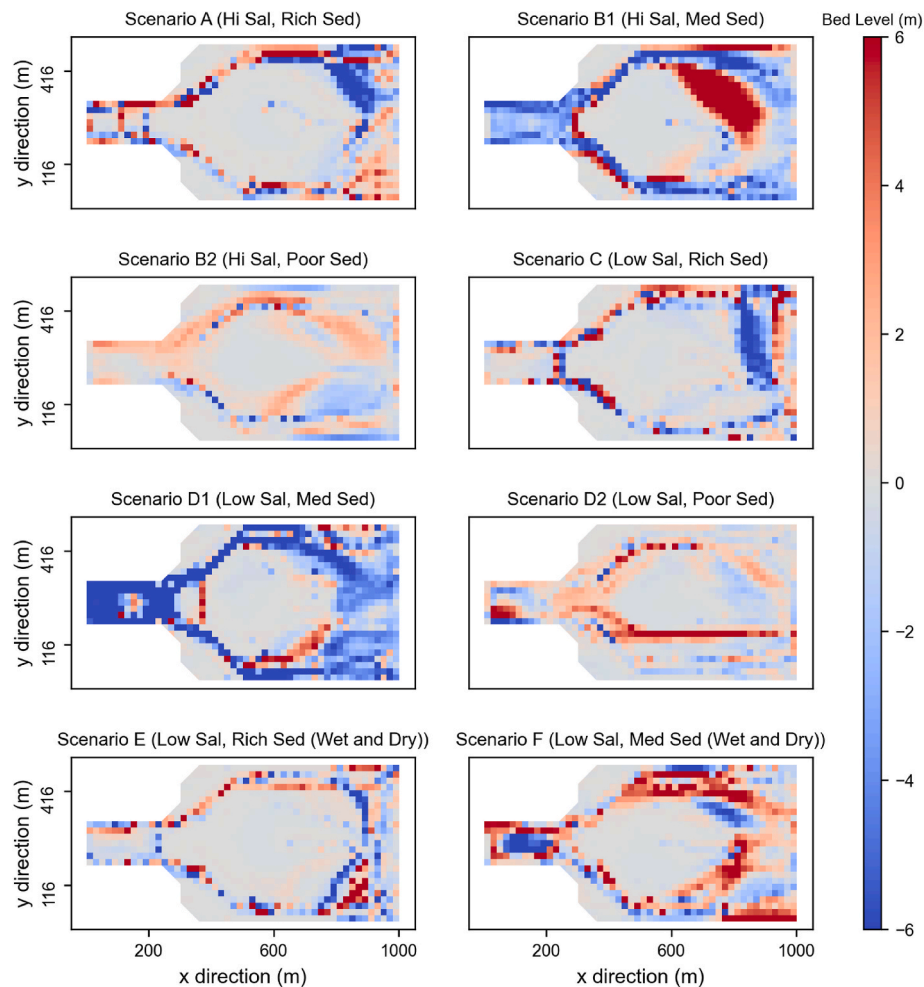 Scenario A (Hi Sal, Rich Sed)
Scenario B1 (Hi Sal, Med Sed)
Bed Level (m)
y direction (m)
416
116
6
4
2
0
−2
−4
−6
Scenario B2 (Hi Sal, Poor Sed)
Scenario C (Low Sal, Rich Sed)
y direction (m)
416
116
Scenario D1 (Low Sal, Med Sed)
Scenario D2 (Low Sal, Poor Sed)
y direction (m)
416
116
Scenario E (Low Sal, Rich Sed (Wet and Dry))
Scenario F (Low Sal, Med Sed (Wet and Dry))
y direction (m)
416
116
200
600
1000
200
600
1000
x direction (m)
x direction (m)